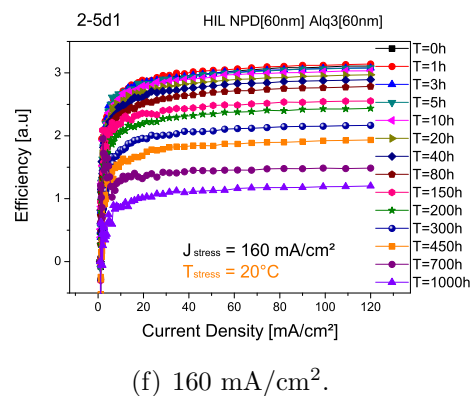 2-5d1
HIL NPD[60nm] Alq3[60nm]
Efficiency [a.u]
3
2
1
0
0 20 40 60 80 100 120
Current Density [mA/cm²]
J stress = 160 mA/cm²
T stress = 20°C
T=0h
T=1h
T=3h
T=5h
T=10h
T=20h
T=40h
T=80h
T=150h
T=200h
T=300h
T=450h
T=700h
T=1000h
(f) 160 mA/cm².